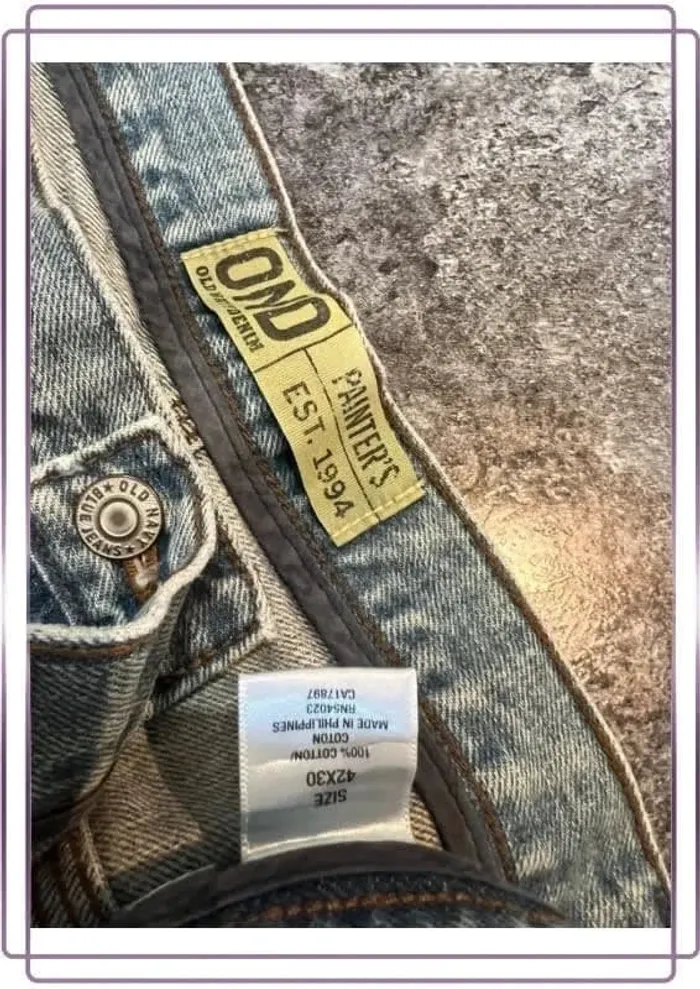 OND
OLD NAVY DENIM
PAINTER'S
EST. 1994
OLD NAVY
BLUE JEANS
SIZE
42X30
100% COTTON/
COTON
MADE IN PHILIPPINES
RN54023
CA17897